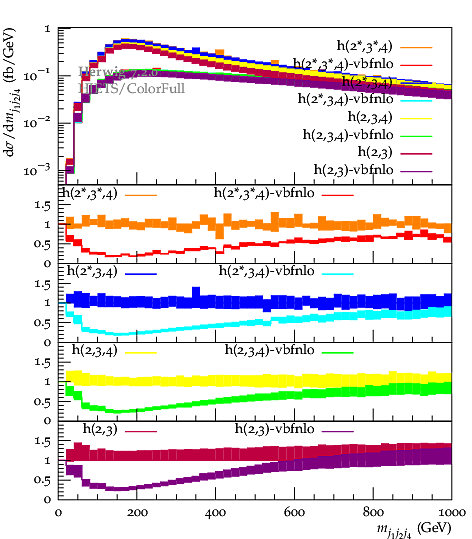 dσ/dm_{j1j2j4} (fb/GeV)
1
10⁻¹
10⁻²
10⁻³
Herwig 7.2.0
HJETS/ColorFull
h(2*,3*,4)
h(2*,3*,4)-vbfnlo
h(2*,3,4)
h(2*,3,4)-vbfnlo
h(2,3,4)
h(2,3,4)-vbfnlo
h(2,3)
h(2,3)-vbfnlo
h(2*,3*,4) h(2*,3*,4)-vbfnlo
1.5
1
0.5
0
h(2*,3,4) h(2*,3,4)-vbfnlo
1.5
1
0.5
0
h(2,3,4) h(2,3,4)-vbfnlo
1.5
1
0.5
0
h(2,3) h(2,3)-vbfnlo
1.5
1
0.5
0
0 200 400 600 800 1000
m_{j1j2j4} (GeV)